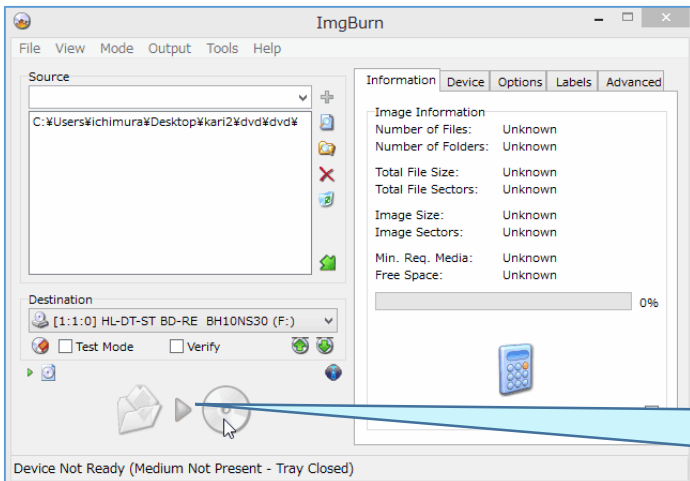 ImgBurn
File View Mode Output Tools Help
Source
C:¥Users¥ichimura¥Desktop¥kari2¥dvd¥dvd¥
Destination
[1:1:0] HL-DT-ST BD-RE BH10NS30 (F:)
Test Mode Verify
Information Device Options Labels Advanced
Image Information
Number of Files: Unknown
Number of Folders: Unknown
Total File Size: Unknown
Total File Sectors: Unknown
Image Size: Unknown
Image Sectors: Unknown
Min. Req. Media: Unknown
Free Space: Unknown
0%
Device Not Ready (Medium Not Present - Tray Closed)